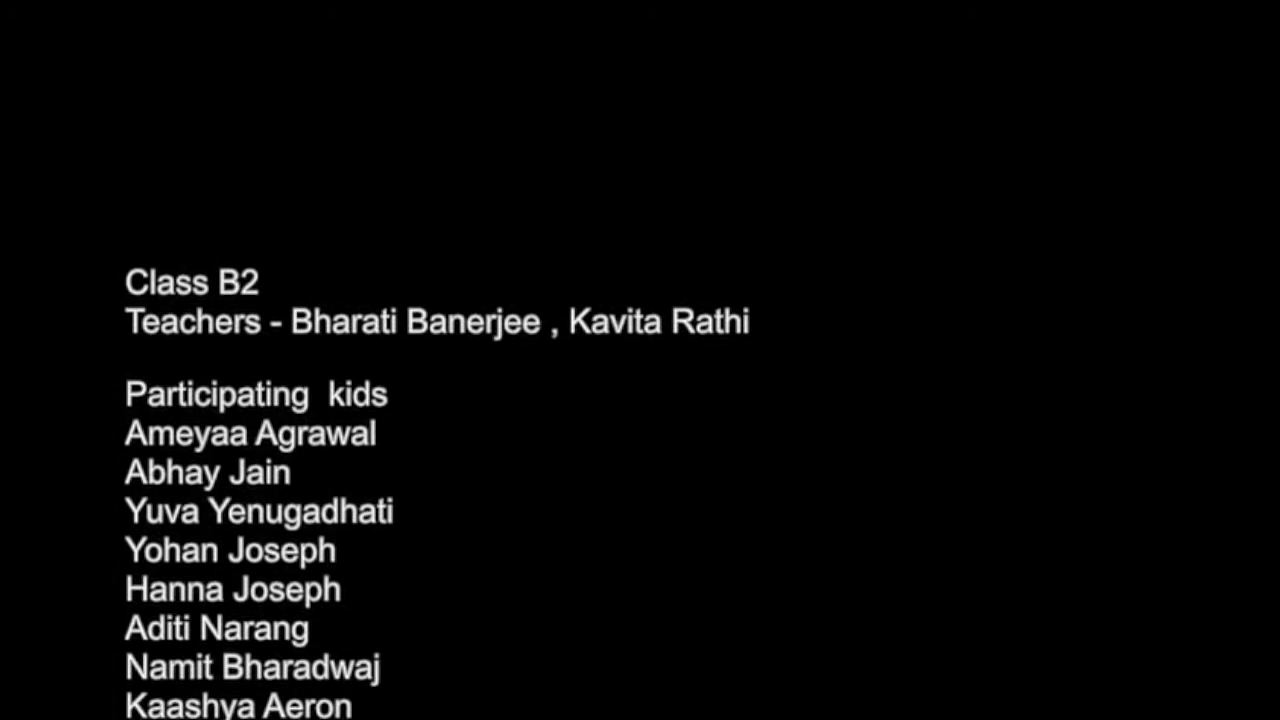 Class B2
Teachers - Bharati Banerjee , Kavita Rathi
Participating  kids
Ameyaa Agrawal
Abhay Jain
Yuva Yenugadhati
Yohan Joseph
Hanna Joseph
Aditi Narang
Namit Bharadwaj
Kaashya Aeron